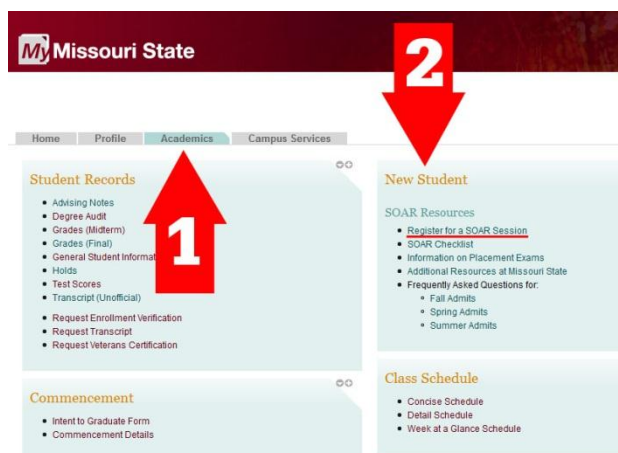 My Missouri State
2
Home Profile Academics Campus Services
Student Records
Advising Notes
Degree Audit
Grades (Midterm)
Grades (Final)
General Student
Holds
Test Scores
Transcript (Unofficial)
Request Enrollment Verification
Request Transcript
Request Veterans Certification
1
Commencement
Intent to Graduate Form
Commencement Details
New Student
SOAR Resources
Register for a SOAR Session
SOAR Checklist
Information on Placement Exams
Additional Resources at Missouri State
Frequently Asked Questions for:
Fall Admits
Spring Admits
Summer Admits
Class Schedule
Concise Schedule
Detail Schedule
Week at a Glance Schedule